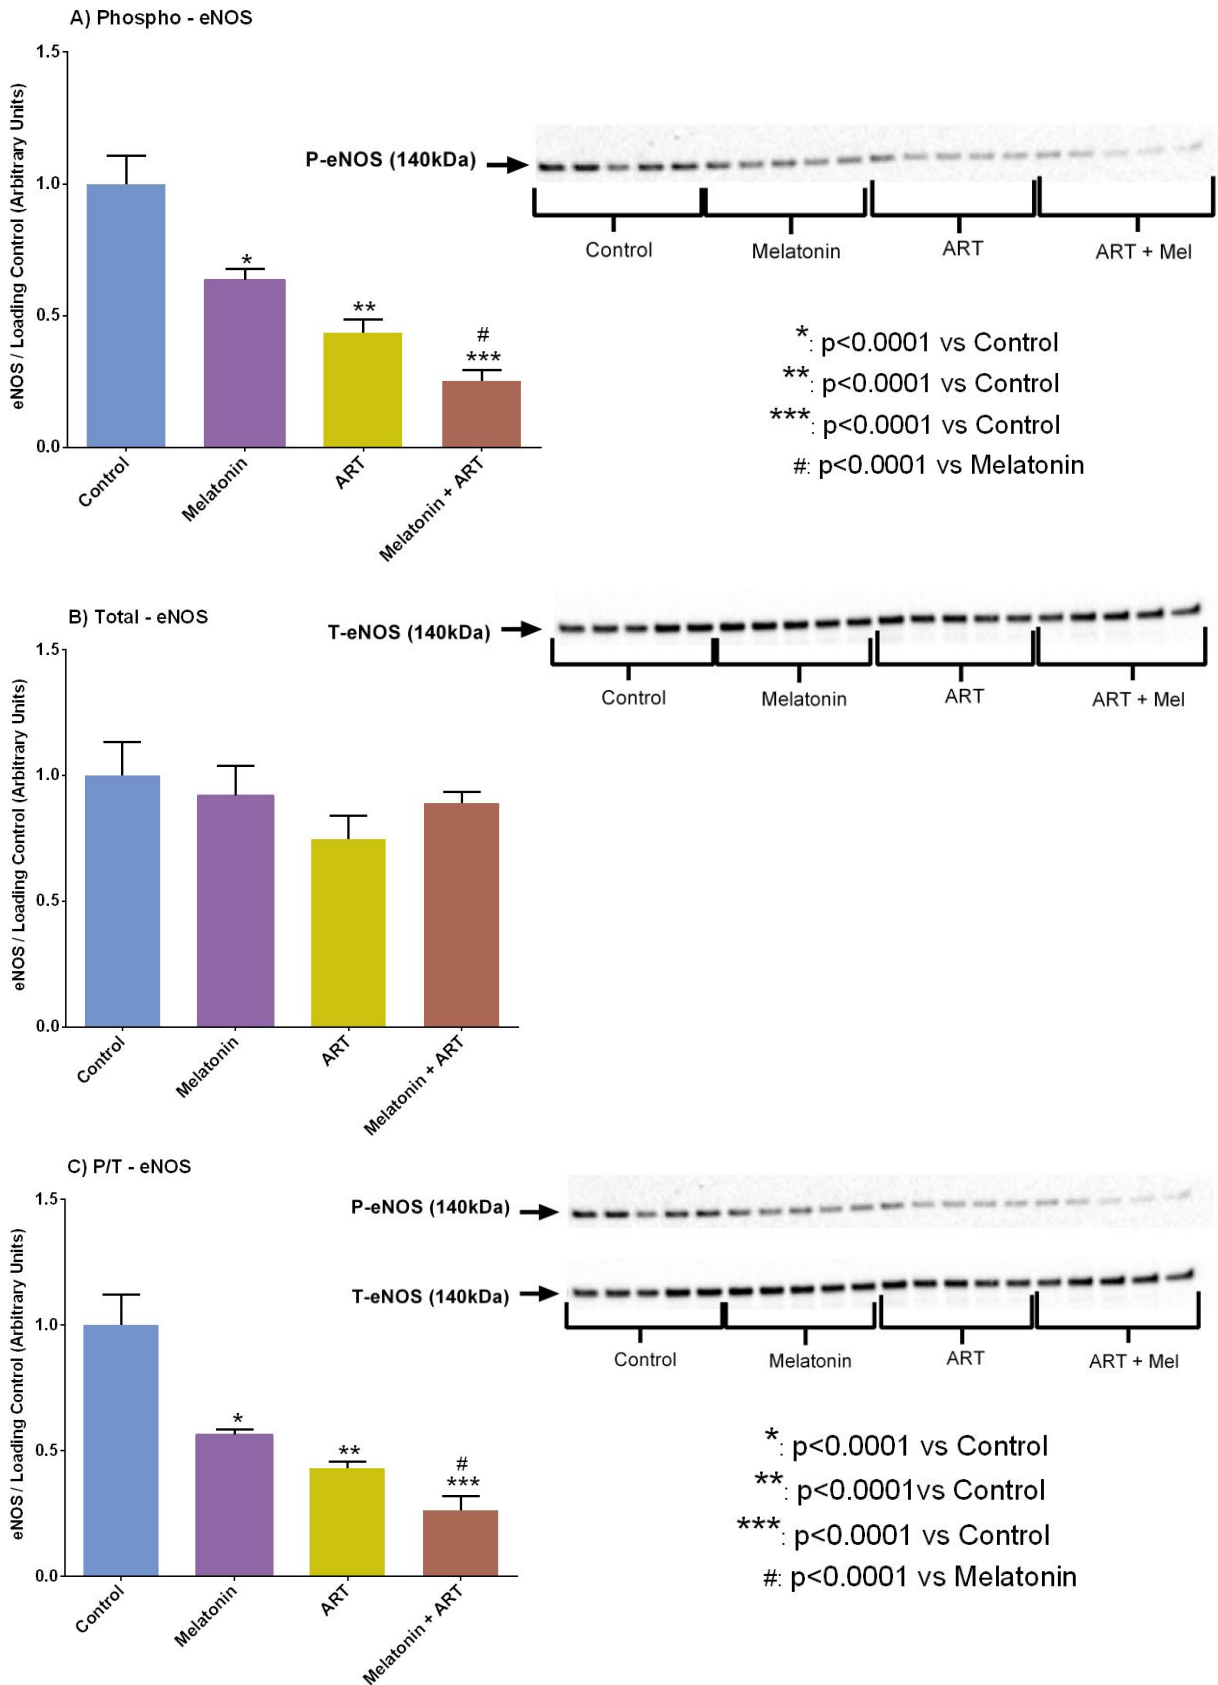 A) Phospho - eNOS
eNOS / Loading Control (Arbitrary Units)
1.5
1.0
0.5
0.0
*
**
#
***
Control
Melatonin
ART
Melatonin + ART
P-eNOS (140kDa)
Control
Melatonin
ART
ART + Mel
*: p<0.0001 vs Control
**: p<0.0001 vs Control
***: p<0.0001 vs Control
#: p<0.0001 vs Melatonin
B) Total - eNOS
eNOS / Loading Control (Arbitrary Units)
1.5
1.0
0.5
0.0
Control
Melatonin
ART
Melatonin + ART
T-eNOS (140kDa)
Control
Melatonin
ART
ART + Mel
C) P/T - eNOS
eNOS / Loading Control (Arbitrary Units)
1.5
1.0
0.5
0.0
*
**
#
***
Control
Melatonin
ART
Melatonin + ART
P-eNOS (140kDa)
T-eNOS (140kDa)
Control
Melatonin
ART
ART + Mel
*: p<0.0001 vs Control
**: p<0.0001vs Control
***: p<0.0001 vs Control
#: p<0.0001 vs Melatonin